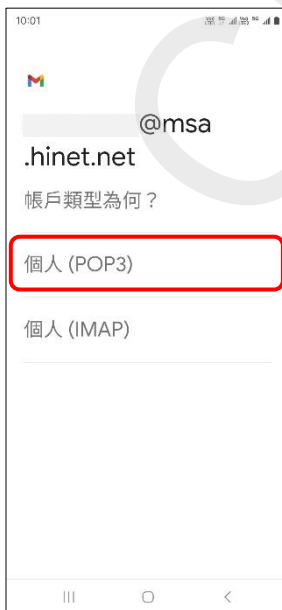 10:01
@msa
.hinet.net
帳戶類型為何？
個人 (POP3)
個人 (IMAP)